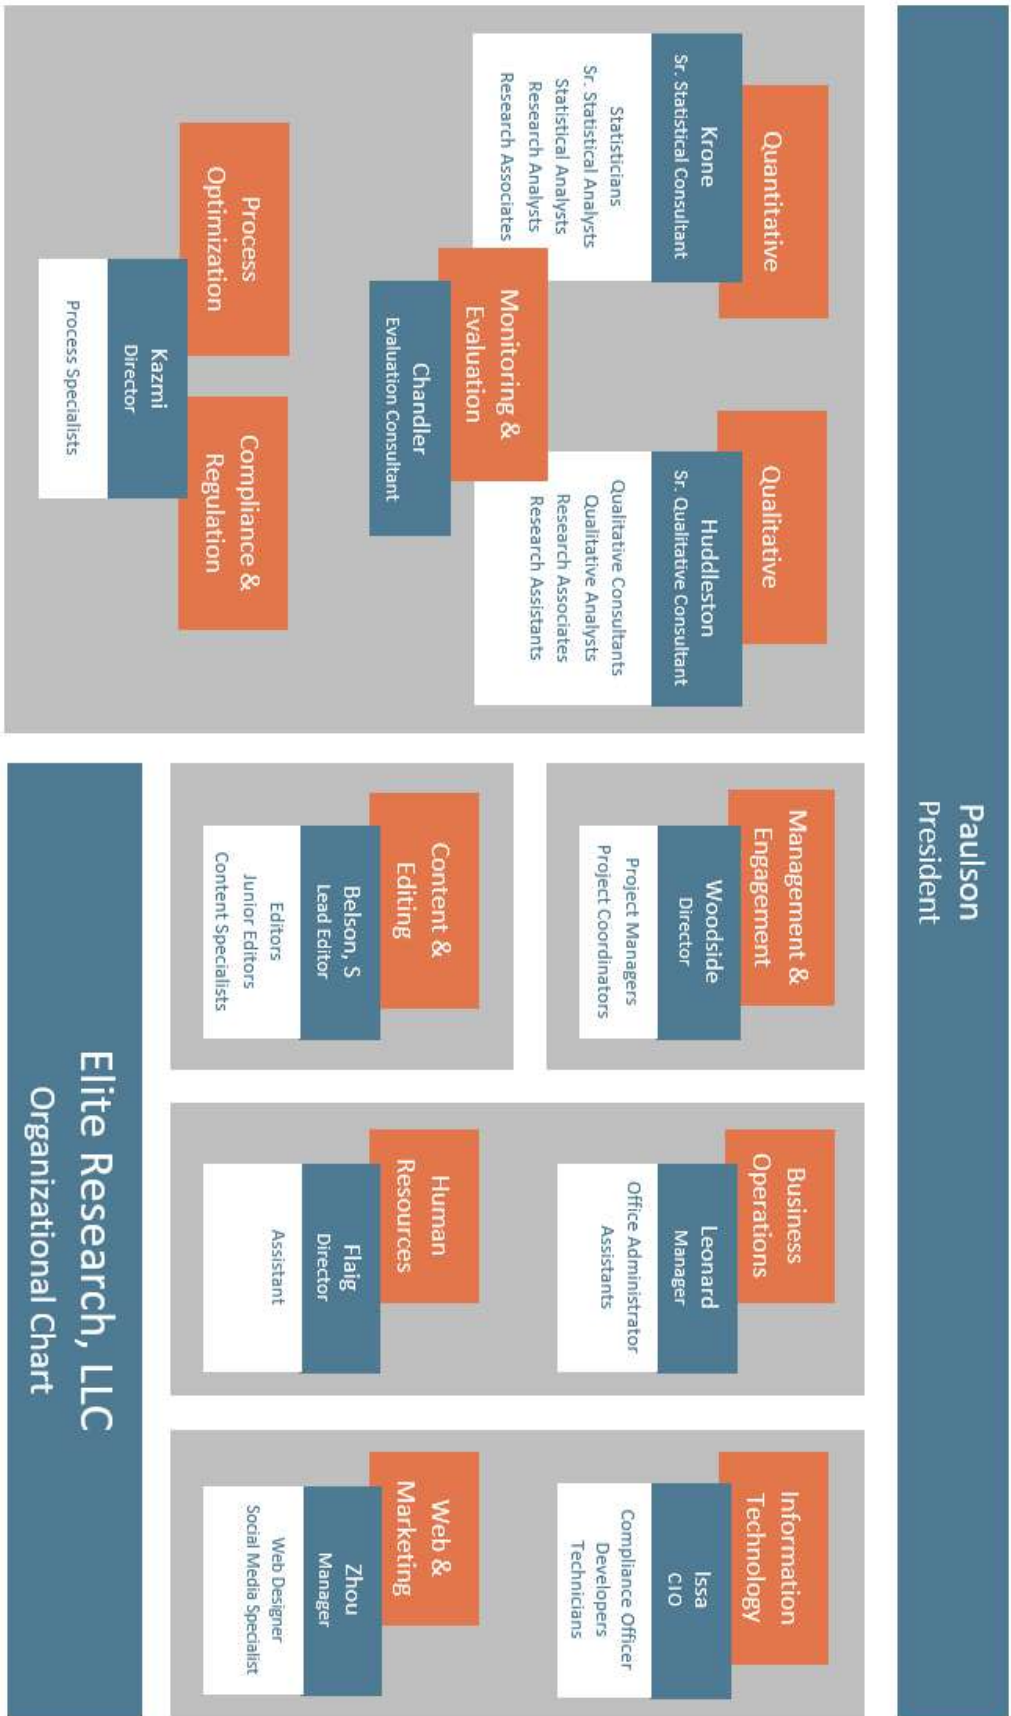 Paulson
President
Quantitative
Krone
Sr. Statistical Consultant
Statisticians
Sr. Statistical Analysts
Statistical Analysts
Research Analysts
Research Associates
Qualitative
Huddleston
Sr. Qualitative Consultant
Qualitative Consultants
Qualitative Analysts
Research Associates
Research Assistants
Monitoring &
Evaluation
Chandler
Evaluation Consultant
Process
Optimization
Compliance &
Regulation
Kazmi
Director
Process Specialists
Management &
Engagement
Woodside
Director
Project Managers
Project Coordinators
Content &
Editing
Belson, S
Lead Editor
Editors
Junior Editors
Content Specialists
Business
Operations
Leonard
Manager
Office Administrator
Assistants
Human
Resources
Flaig
Director
Assistant
Information
Technology
Issa
CIO
Compliance Officer
Developers
Technicians
Web &
Marketing
Zhou
Manager
Web Designer
Social Media Specialist
Elite Research, LLC
Organizational Chart